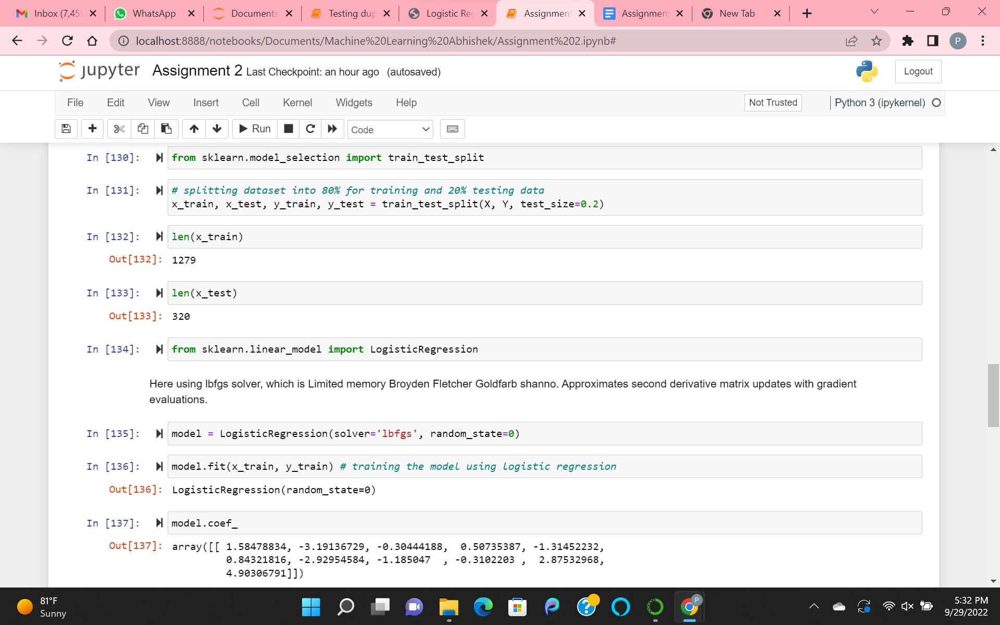 Inbox (7,459
WhatsApp
Documents
Testing dup
Logistic Reg
Assignment
Assignment
New Tab
localhost:8888/notebooks/Documents/Machine%20Learning%20Abhishek/Assignment%202.ipynb#
P
jupyter Assignment 2 Last Checkpoint: an hour ago (autosaved)
Logout
File Edit View Insert Cell Kernel Widgets Help
Not Trusted
Python 3 (ipykernel)
Run
Code
In [130]: from sklearn.model_selection import train_test_split
In [131]: # splitting dataset into 80% for training and 20% testing data
x_train, x_test, y_train, y_test = train_test_split(X, Y, test_size=0.2)
In [132]: len(x_train)
Out[132]: 1279
In [133]: len(x_test)
Out[133]: 320
In [134]: from sklearn.linear_model import LogisticRegression
Here using lbfgs solver, which is Limited memory Broyden Fletcher Goldfarb shanno. Approximates second derivative matrix updates with gradient
evaluations.
In [135]: model = LogisticRegression(solver='lbfgs', random_state=0)
In [136]: model.fit(x_train, y_train) # training the model using logistic regression
Out[136]: LogisticRegression(random_state=0)
In [137]: model.coef_
Out[137]: array([[ 1.58478834, -3.19136729, -0.30444188,  0.50735387, -1.31452232,
0.84321816, -2.92954584, -1.185047  , -0.3102203 ,  2.87532968,
4.90306791]])
81°F
Sunny
P
5:32 PM
9/29/2022